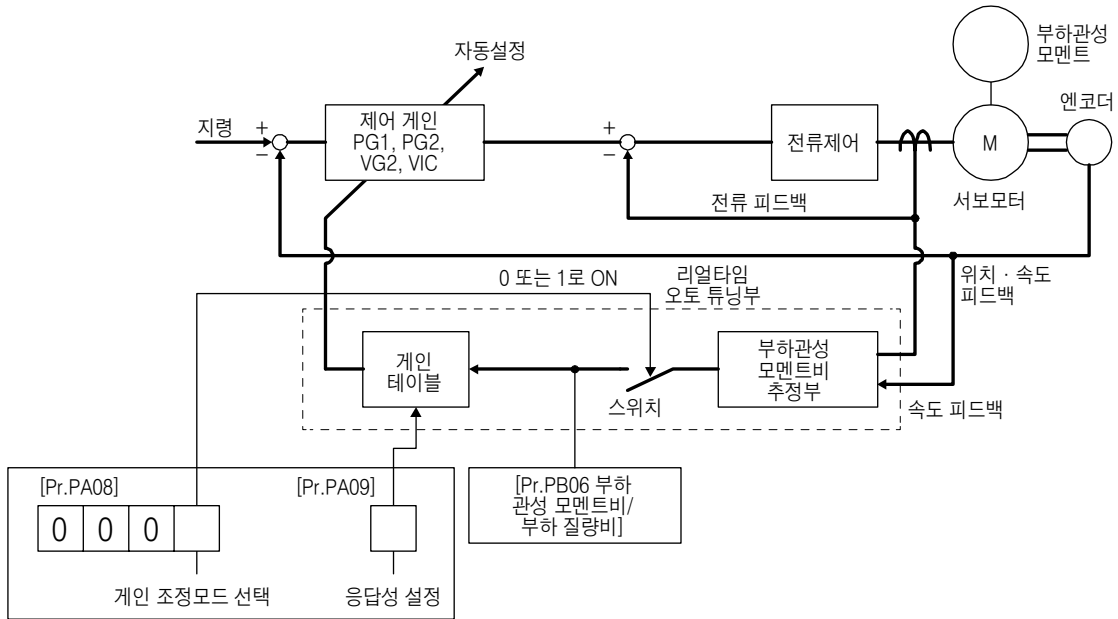 부하관성
모멘트
자동설정
엔코더
지령
+
−
제어 게인
PG1, PG2,
VG2, VIC
+
−
전류제어
M
전류 피드백
서보모터
0 또는 1로 ON
리얼타임
오토 튜닝부
위치 · 속도
피드백
게인
테이블
부하관성
모멘트비
추정부
스위치
속도 피드백
[Pr.PA08]
[Pr.PA09]
[Pr.PB06 부하
관성 모멘트비/
부하 질량비]
0 0 0
게인 조정모드 선택
응답성 설정